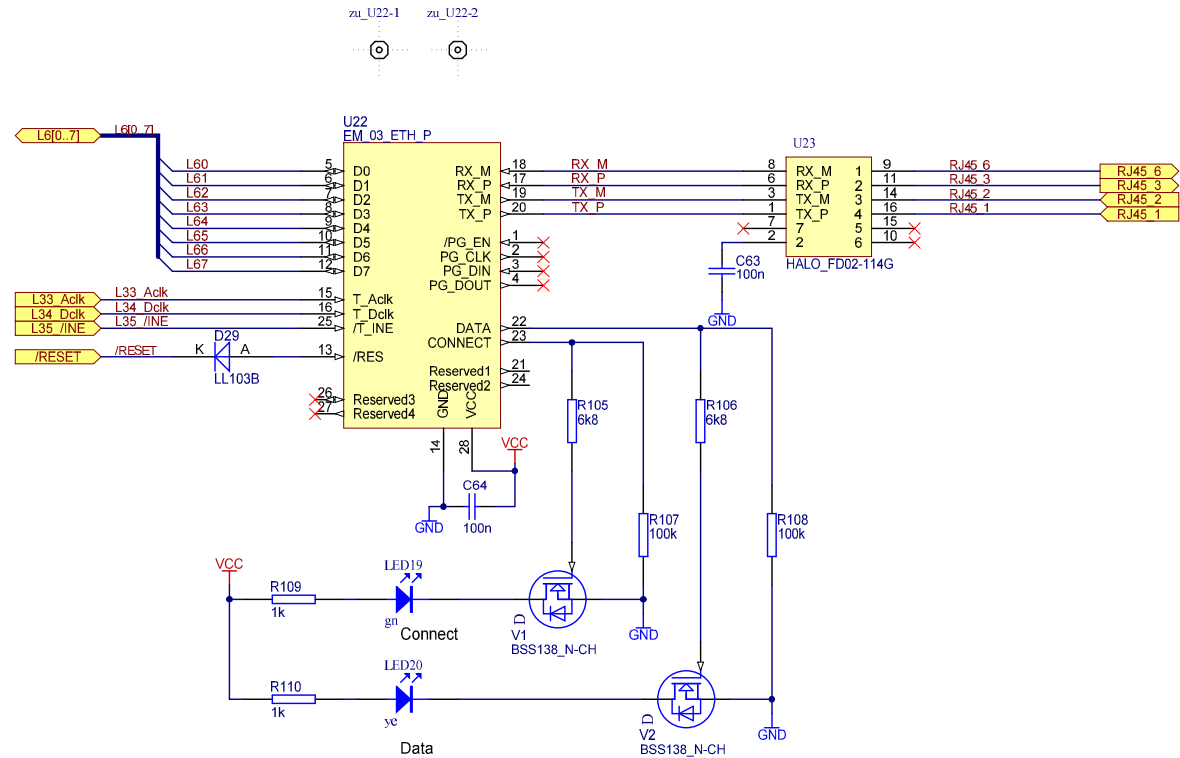 zu_U22-1 zu_U22-2
U22
EM_03_ETH_P
U23
L6[0..7] L6[0..7]
L60 5 D0
L61 6 D1
L62 7 D2
L63 8 D3
L64 9 D4
L65 10 D5
L66 11 D6
L67 12 D7
L33_Aclk L33_Aclk 15 T_Aclk
L34_Dclk L34_Dclk 16 T_Dclk
L35_/INE L35_/INE 25 /T_INE
/RESET /RESET K D29 A 13 /RES
LL103B
26 Reserved3
27 Reserved4
RX_M 18 RX_M
RX_P 17 RX_P
TX_M 19 TX_M
TX_P 20 TX_P
/PG_EN 1
PG_CLK 2
PG_DIN 3
PG_DOUT 4
DATA 22
CONNECT 23
Reserved1 21
Reserved2 24
GND 14
VCC 28
8 RX_M 1 9 RJ45_6 RJ45_6
6 RX_P 2 11 RJ45_3 RJ45_3
3 TX_M 3 14 RJ45_2 RJ45_2
1 TX_P 4 16 RJ45_1 RJ45_1
7 7 5 15
2 2 6 10
HALO_FD02-114G
C63
100n
GND
R105
6k8
R106
6k8
VCC
C64
100n
GND
R107
100k
R108
100k
VCC
R109
1k
LED19
gn
Connect
D
V1
BSS138_N-CH
GND
R110
1k
LED20
ye
Data
D
V2
BSS138_N-CH
GND